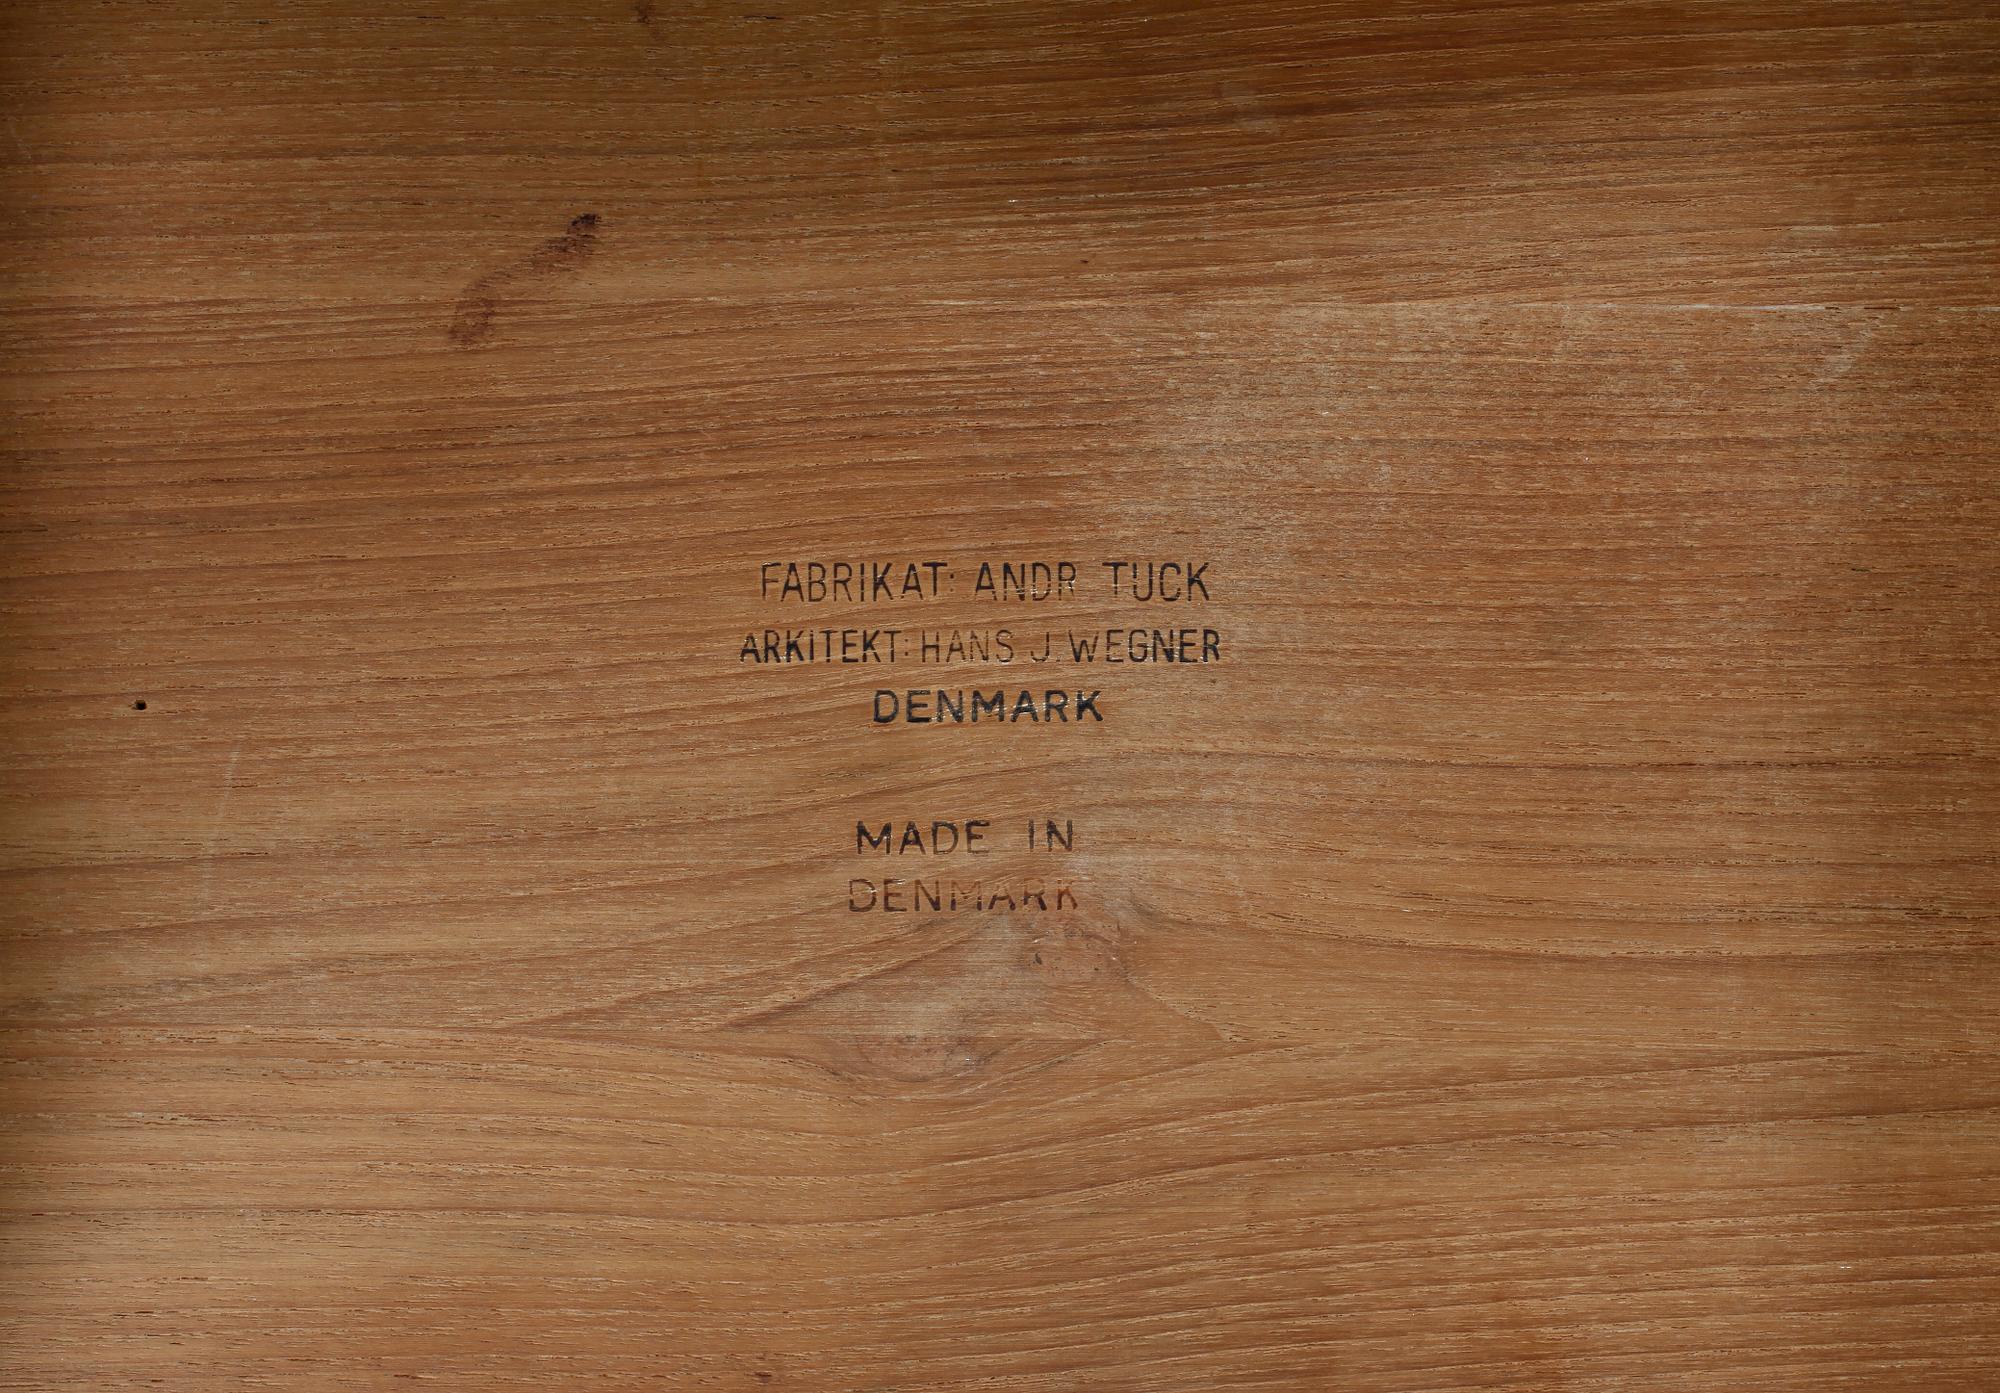 FABRIKAT: ANDR. TUCK
ARKITEKT: HANS J. WEGNER
DENMARK
MADE IN
DENMARK